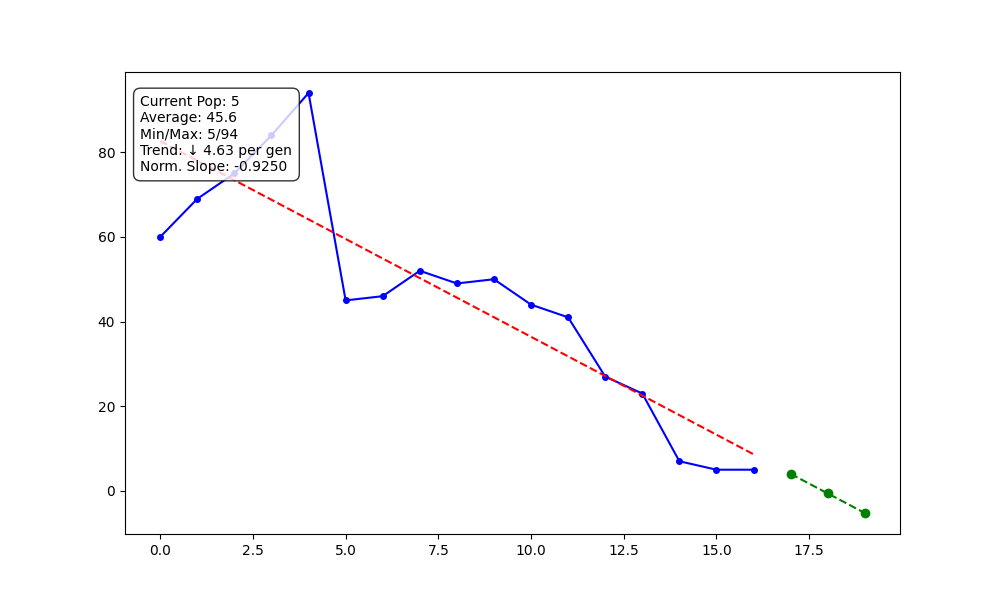 Current Pop: 5
Average: 45.6
Min/Max: 5/94
Trend: ↓ 4.63 per gen
Norm. Slope: -0.9250
80
60
40
20
0
0.0 2.5 5.0 7.5 10.0 12.5 15.0 17.5